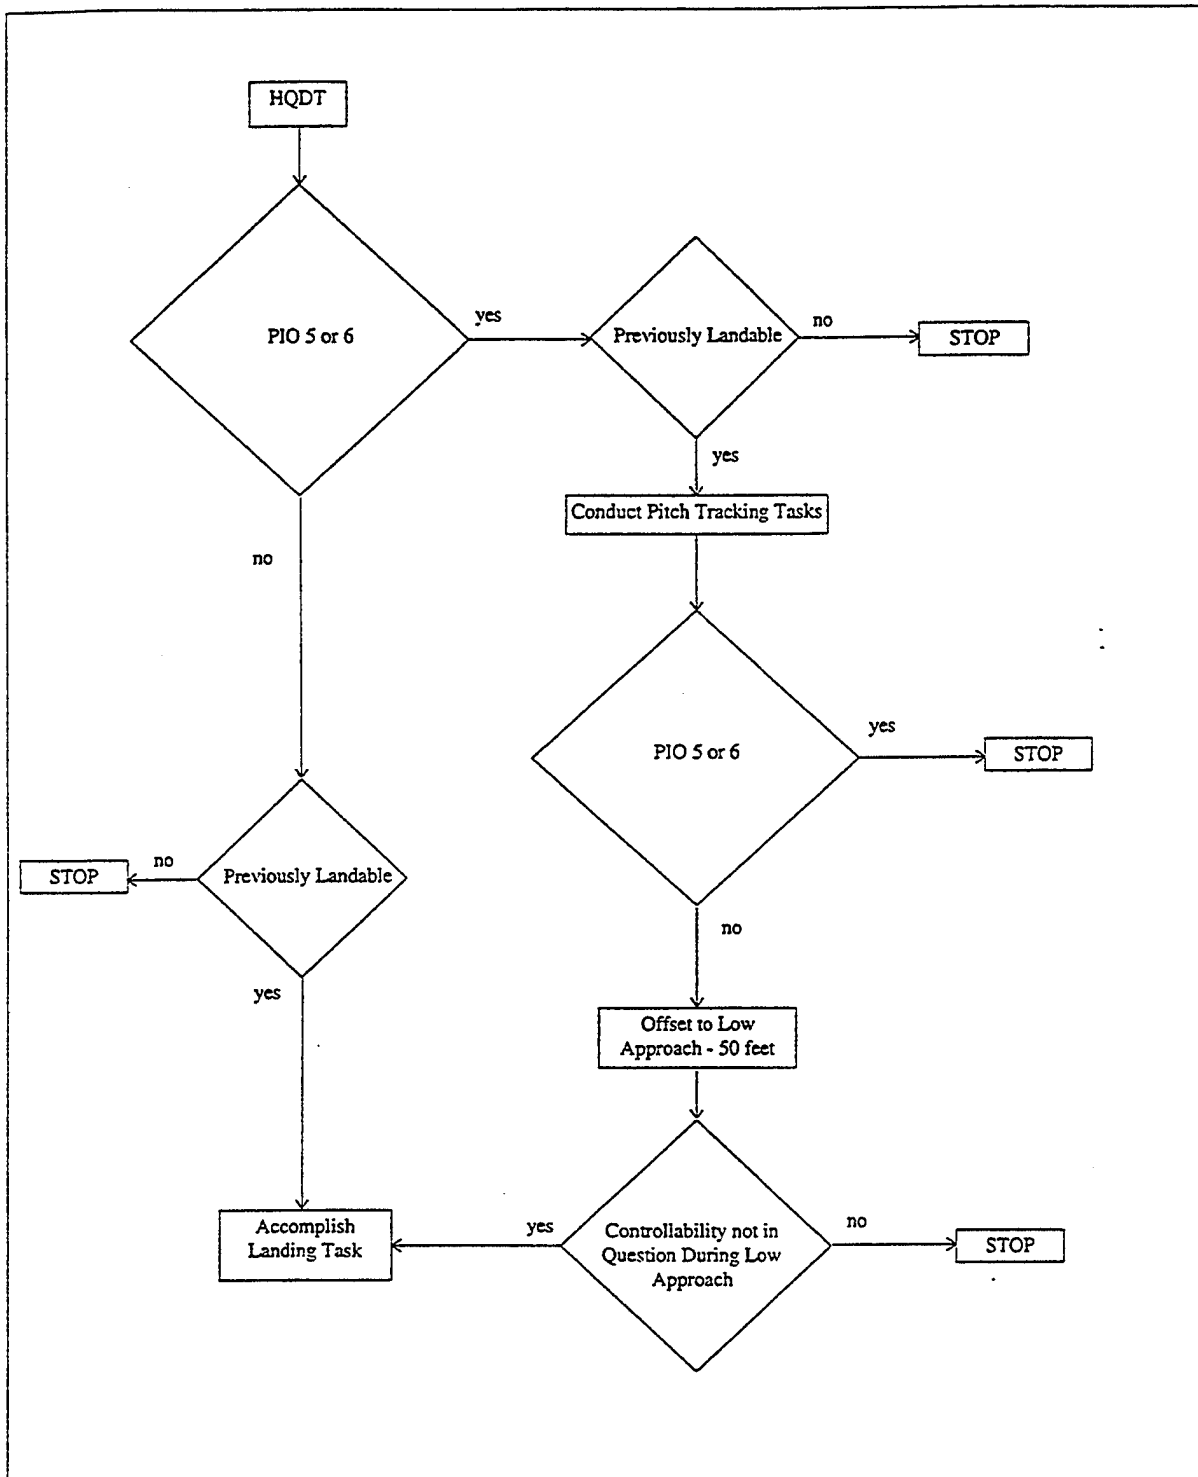 HQDT
PIO 5 or 6
yes
Previously Landable
no
STOP
yes
Conduct Pitch Tracking Tasks
no
PIO 5 or 6
yes
STOP
Previously Landable
no
STOP
yes
no
Offset to Low
Approach - 50 feet
Controllability not in
Question During Low
Approach
yes
no
STOP
Accomplish
Landing Task